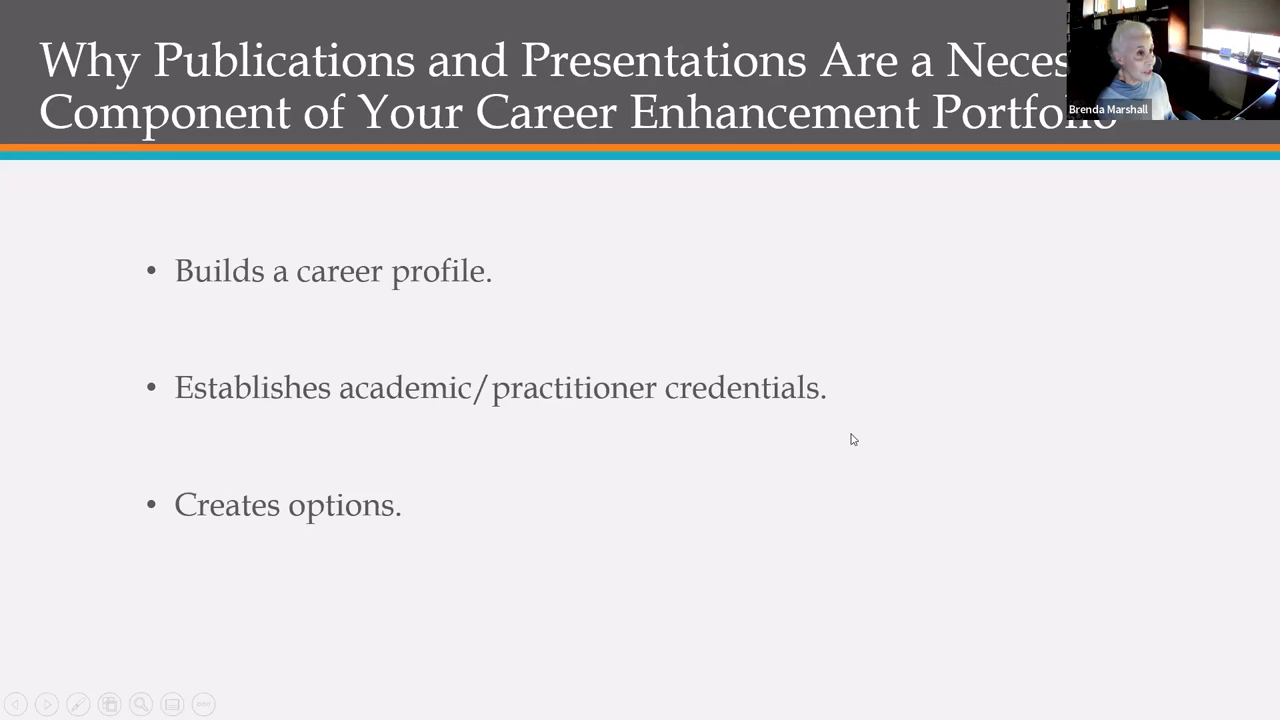 Why Publications and Presentations Are a
Component of Your Career Enhancement Portfolio
Brenda Marshall
• Builds a career profile.
• Establishes academic/practitioner credentials.
• Creates options.